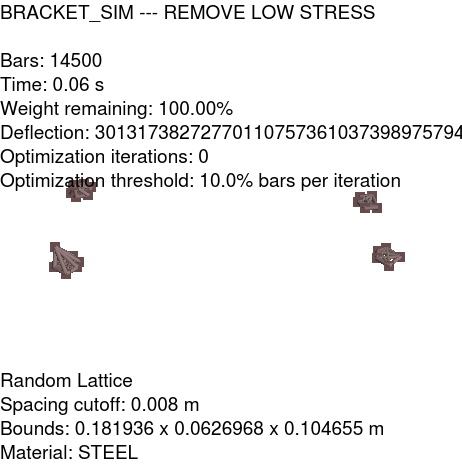 BRACKET_SIM --- REMOVE LOW STRESS
Bars: 14500
Time: 0.06 s
Weight remaining: 100.00%
Deflection: 301317382727701107573610373989757​94
Optimization iterations: 0
Optimization threshold: 10.0% bars per iteration
Random Lattice
Spacing cutoff: 0.008 m
Bounds: 0.181936 x 0.0626968 x 0.104655 m
Material: STEEL